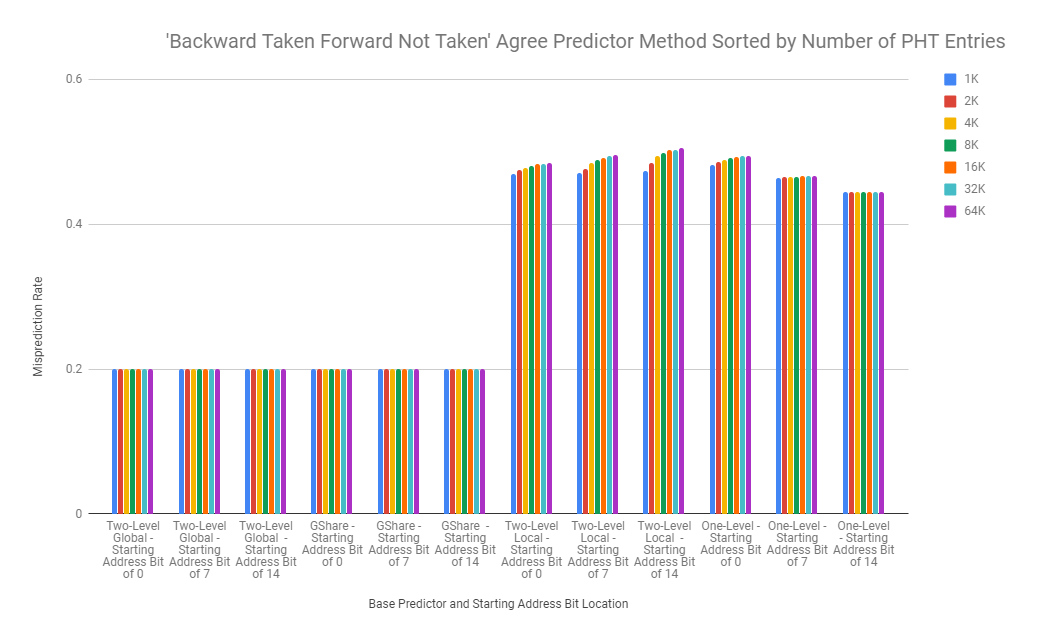 'Backward Taken Forward Not Taken' Agree Predictor Method Sorted by Number of PHT Entries
0.6
0.4
0.2
0
Misprediction Rate
1K
2K
4K
8K
16K
32K
64K
Two-Level
Global -
Starting
Address Bit
of 0
Two-Level
Global -
Starting
Address Bit
of 7
Two-Level
Global -
Starting
Address Bit
of 14
GShare -
Starting
Address Bit
of 0
GShare -
Starting
Address Bit
of 7
GShare -
Starting
Address Bit
of 14
Two-Level
Local -
Starting
Address Bit
of 0
Two-Level
Local -
Starting
Address Bit
of 7
Two-Level
Local -
Starting
Address Bit
of 14
One-Level -
Starting
Address Bit
of 0
One-Level -
Starting
Address Bit
of 7
One-Level
- Starting
Address Bit
of 14
Base Predictor and Starting Address Bit Location